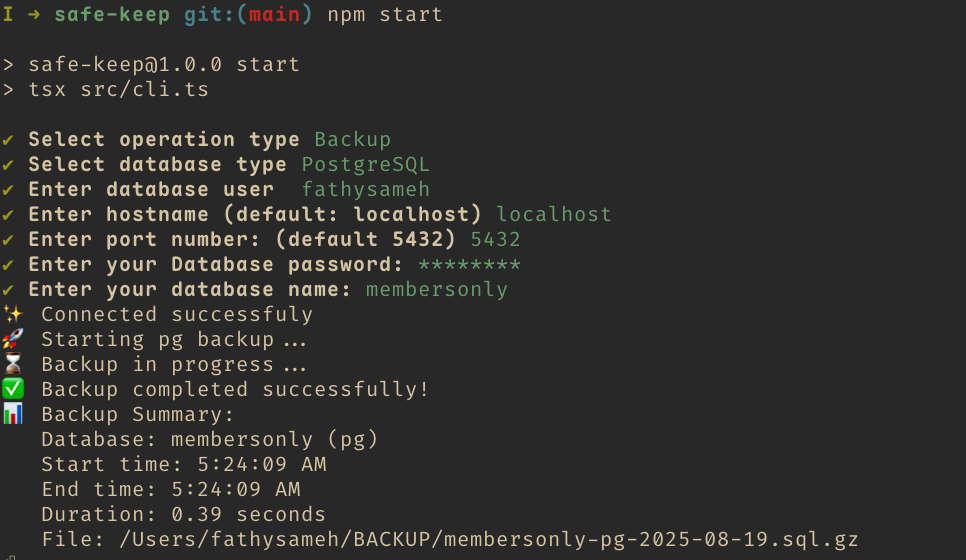 I → safe-keep git:(main) npm start
> safe-keep@1.0.0 start
> tsx src/cli.ts
✔ Select operation type Backup
✔ Select database type PostgreSQL
✔ Enter database user  fathysameh
✔ Enter hostname (default: localhost) localhost
✔ Enter port number: (default 5432) 5432
✔ Enter your Database password: ********
✔ Enter your database name: membersonly
✨ Connected successfuly
🚀 Starting pg backup...
⏳ Backup in progress...
✅ Backup completed successfully!
📊 Backup Summary:
Database: membersonly (pg)
Start time: 5:24:09 AM
End time: 5:24:09 AM
Duration: 0.39 seconds
File: /Users/fathysameh/BACKUP/membersonly-pg-2025-08-19.sql.gz